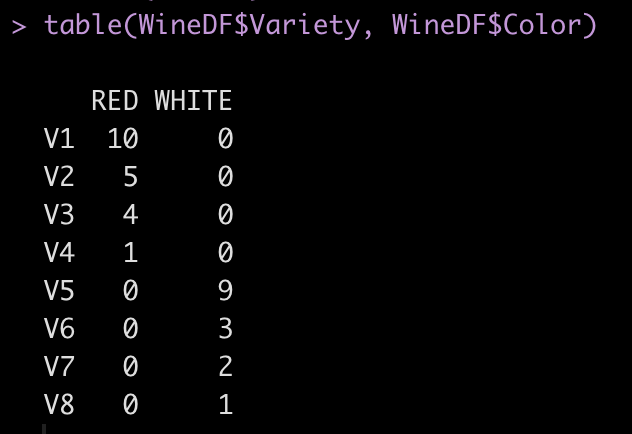 > table(WineDF$Variety, WineDF$Color)
RED WHITE
V1 10 0
V2 5 0
V3 4 0
V4 1 0
V5 0 9
V6 0 3
V7 0 2
V8 0 1